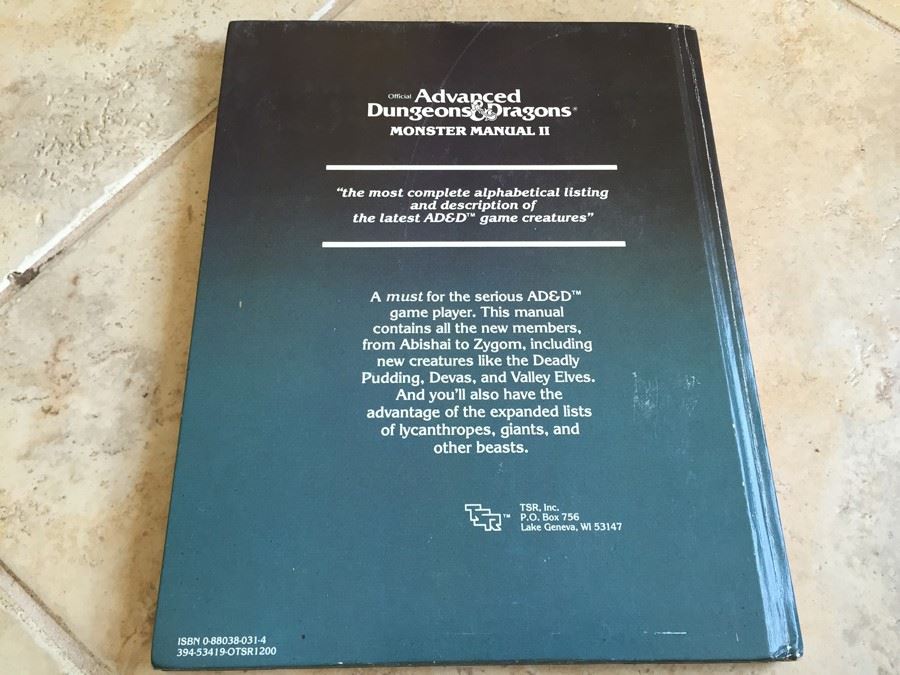 Official Advanced
Dungeons & Dragons®
MONSTER MANUAL II
"the most complete alphabetical listing
and description of
the latest AD&D™ game creatures"
A must for the serious AD&D™
game player. This manual
contains all the new members,
from Abishai to Zygom, including
new creatures like the Deadly
Pudding, Devas, and Valley Elves.
And you'll also have the
advantage of the expanded lists
of lycanthropes, giants, and
other beasts.
TSR™
TSR, Inc.
P.O. Box 756
Lake Geneva, WI 53147
ISBN 0-88038-031-4
394-53419-OTSR1200